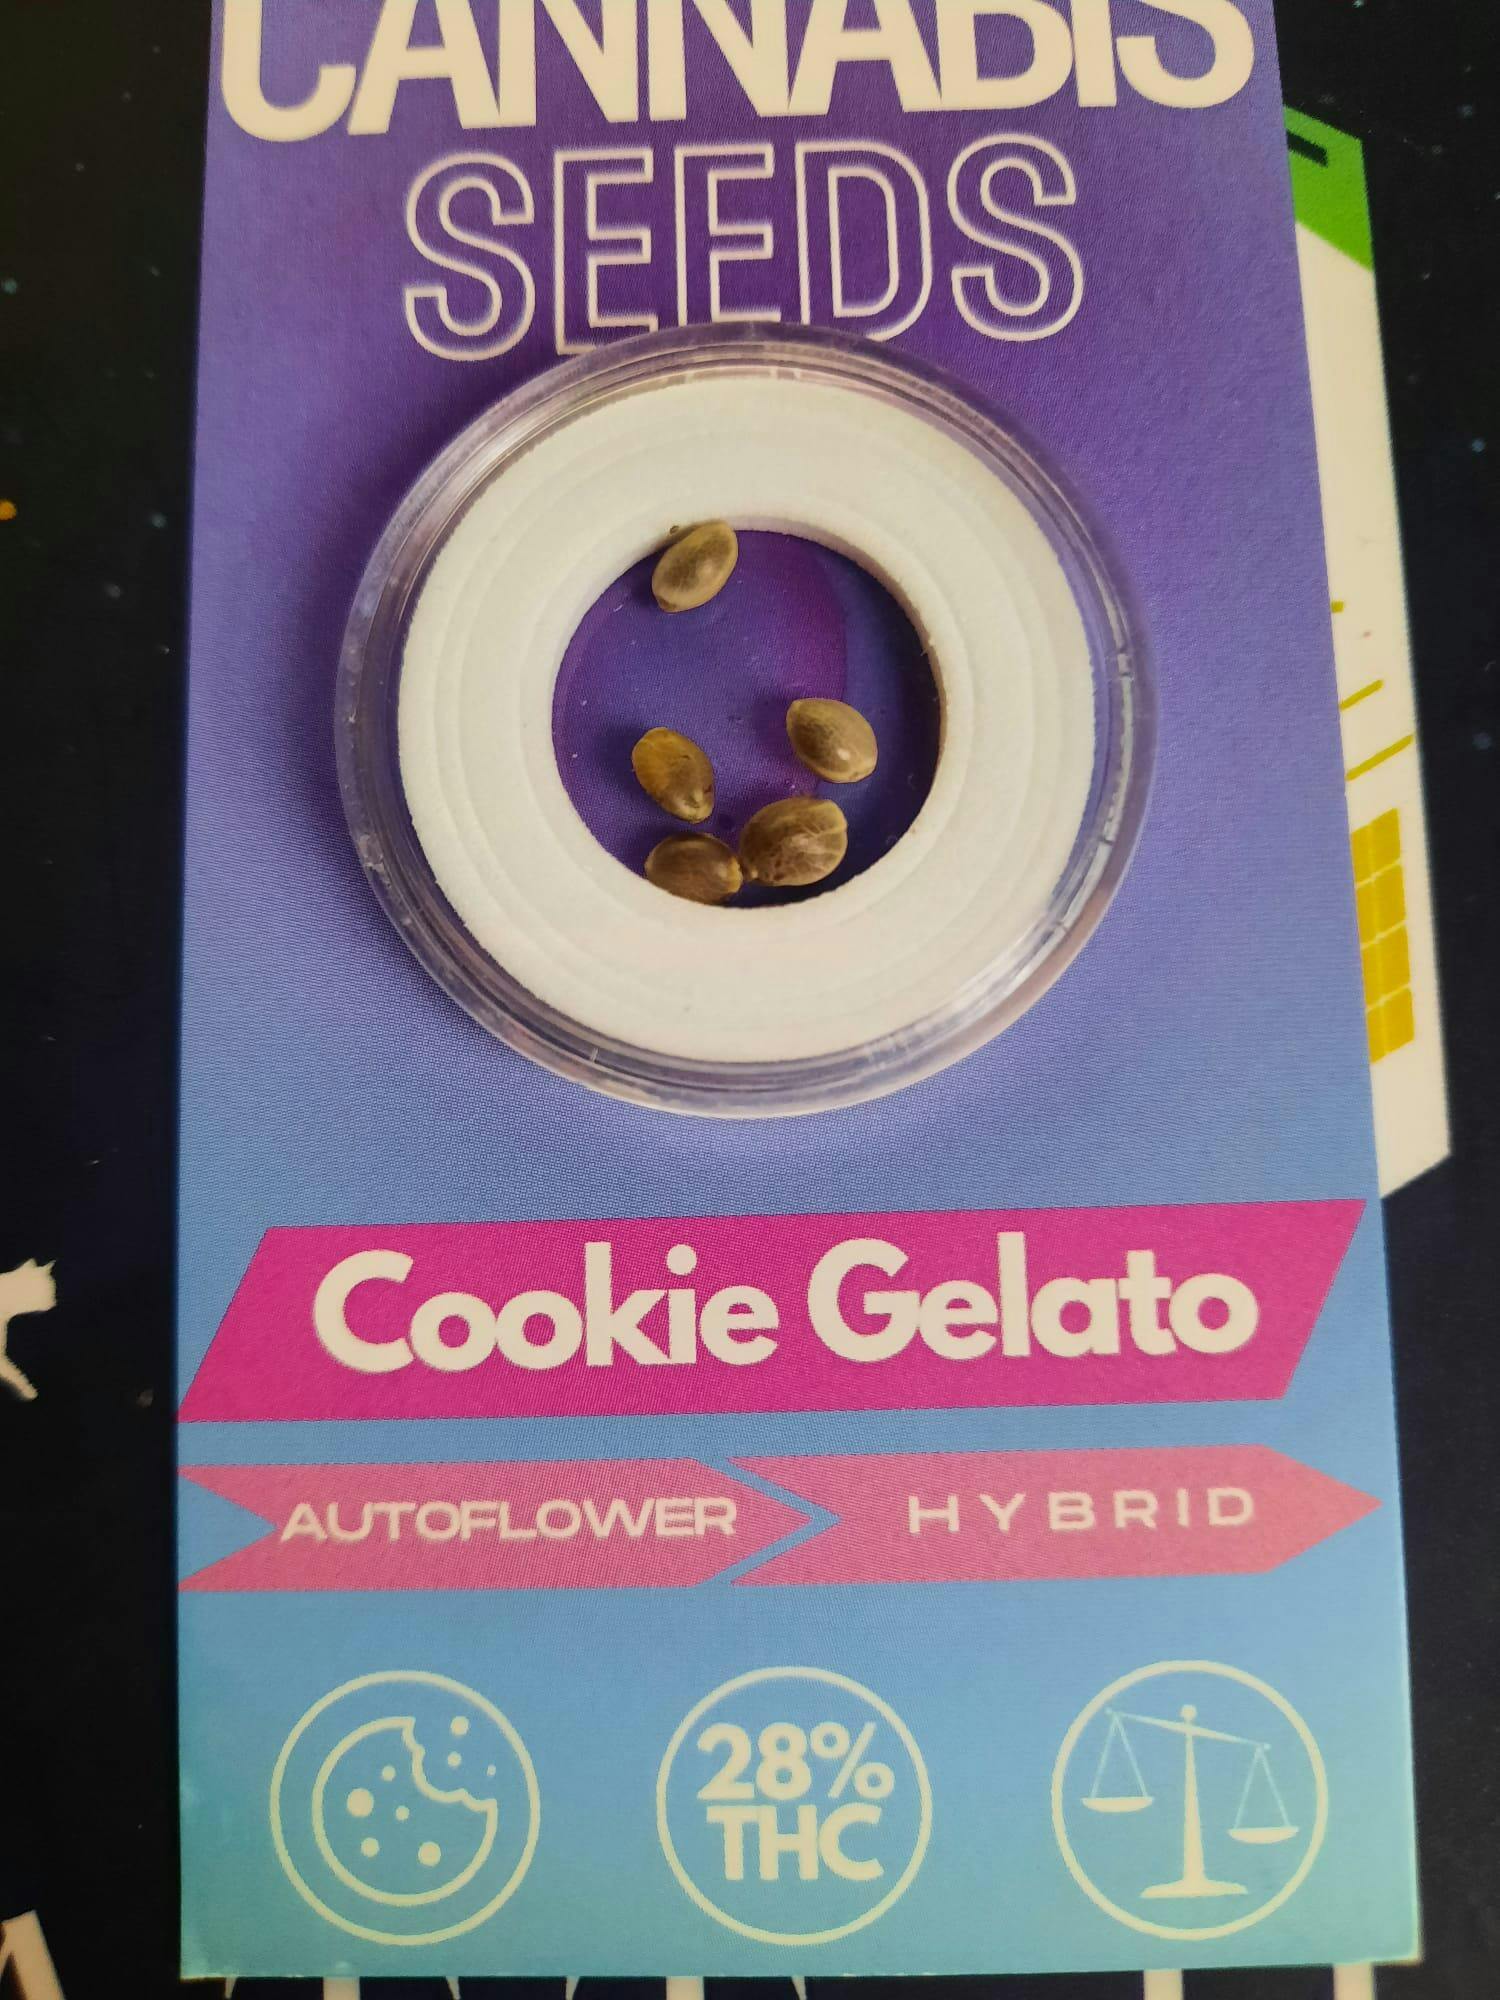 CANNABIS
SEEDS
Cookie Gelato
AUTOFLOWER HYBRID
28%
THC